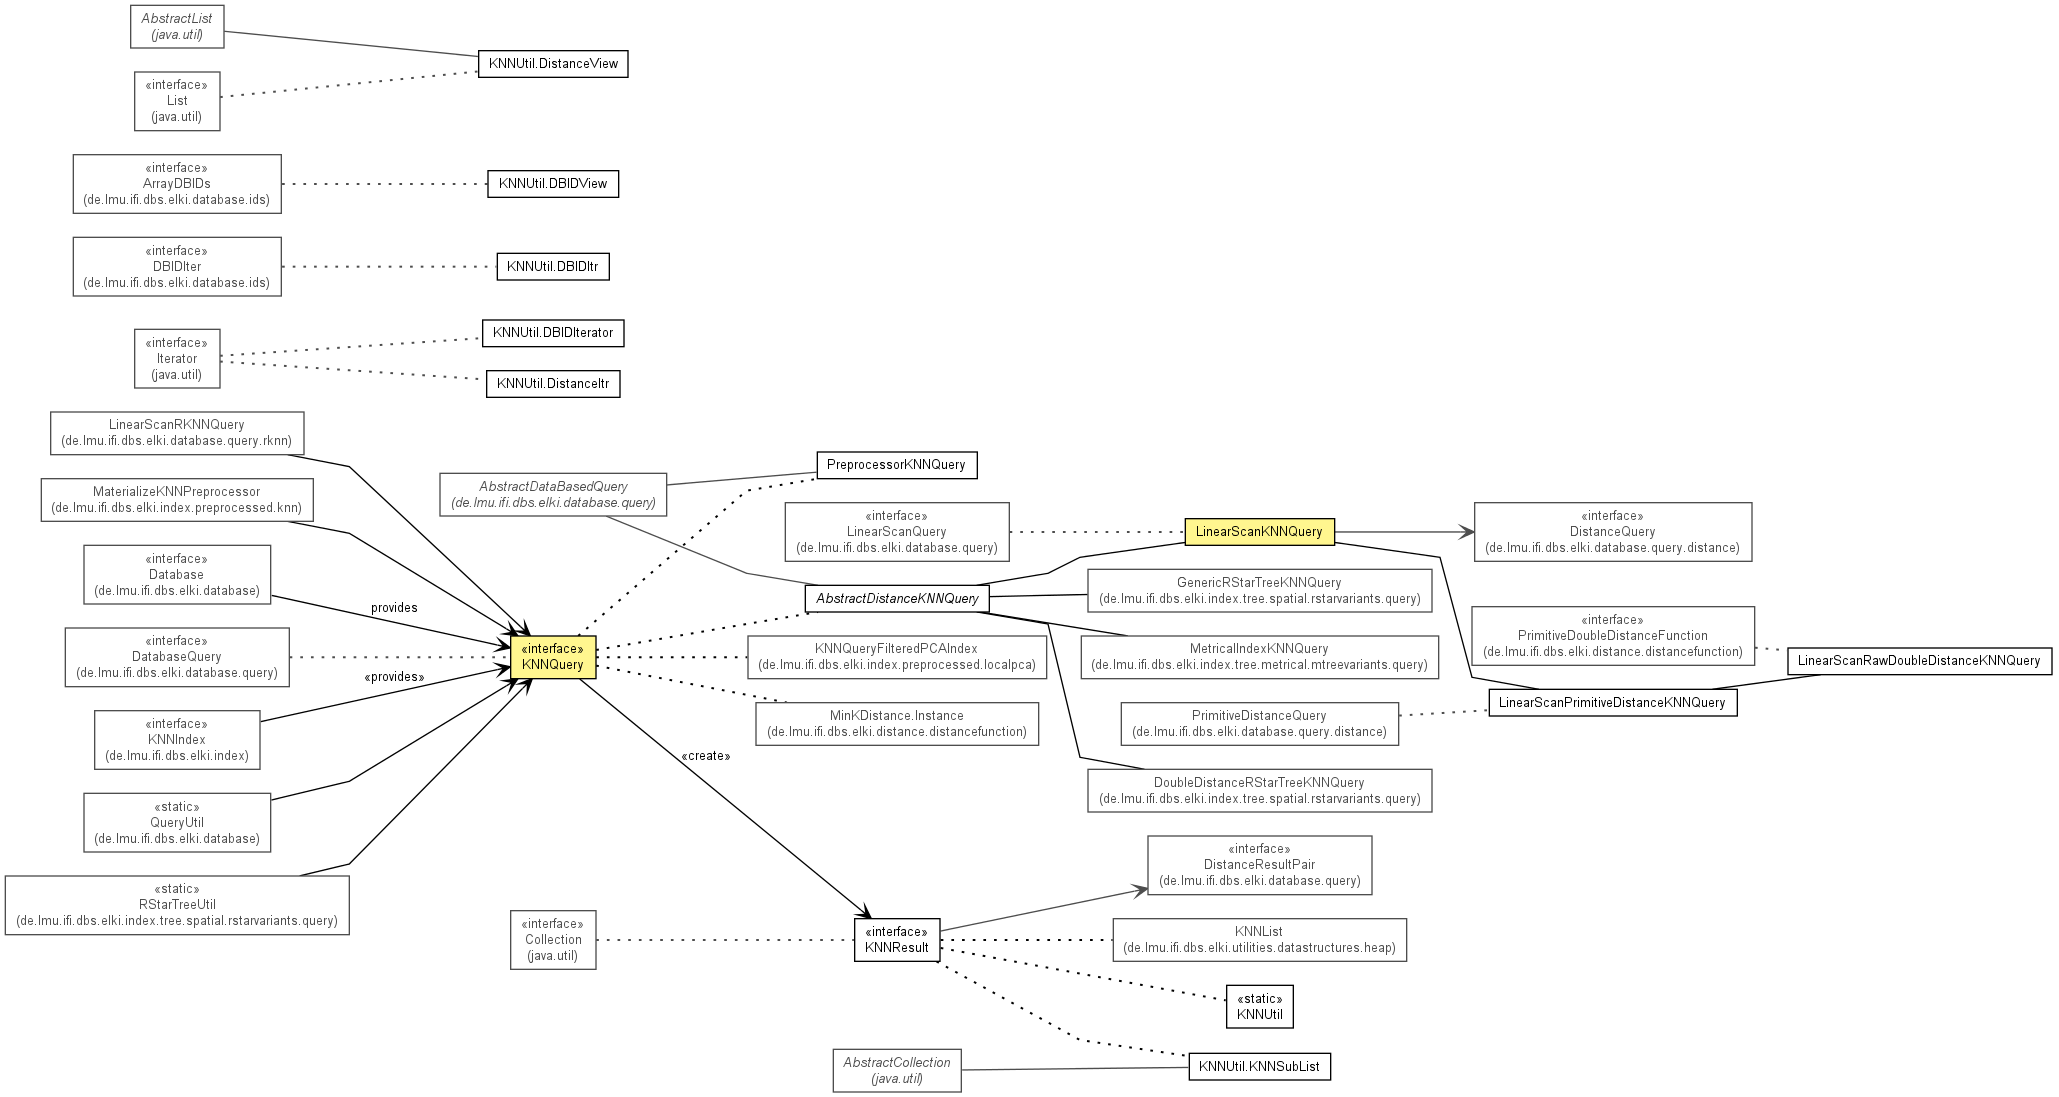 AbstractList
(java.util)
«interface»
List
(java.util)
KNNUtil.DistanceView
«interface»
ArrayDBIDs
(de.lmu.ifi.dbs.elki.database.ids)
KNNUtil.DBIDView
«interface»
DBIDIter
(de.lmu.ifi.dbs.elki.database.ids)
KNNUtil.DBIDItr
«interface»
Iterator
(java.util)
KNNUtil.DBIDIterator
KNNUtil.DistanceItr
LinearScanRKNNQuery
(de.lmu.ifi.dbs.elki.database.query.rknn)
MaterializeKNNPreprocessor
(de.lmu.ifi.dbs.elki.index.preprocessed.knn)
«interface»
Database
(de.lmu.ifi.dbs.elki.database)
provides
«interface»
DatabaseQuery
(de.lmu.ifi.dbs.elki.database.query)
«provides»
«interface»
KNNIndex
(de.lmu.ifi.dbs.elki.index)
«static»
QueryUtil
(de.lmu.ifi.dbs.elki.database)
«static»
RStarTreeUtil
(de.lmu.ifi.dbs.elki.index.tree.spatial.rstarvariants.query)
AbstractDataBasedQuery
(de.lmu.ifi.dbs.elki.database.query)
«interface»
KNNQuery
«create»
«interface»
Collection
(java.util)
PreprocessorKNNQuery
«interface»
LinearScanQuery
(de.lmu.ifi.dbs.elki.database.query)
AbstractDistanceKNNQuery
KNNQueryFilteredPCAIndex
(de.lmu.ifi.dbs.elki.index.preprocessed.localpca)
MinKDistance.Instance
(de.lmu.ifi.dbs.elki.distance.distancefunction)
«interface»
KNNResult
AbstractCollection
(java.util)
LinearScanKNNQuery
GenericRStarTreeKNNQuery
(de.lmu.ifi.dbs.elki.index.tree.spatial.rstarvariants.query)
MetricalIndexKNNQuery
(de.lmu.ifi.dbs.elki.index.tree.metrical.mtreevariants.query)
PrimitiveDistanceQuery
(de.lmu.ifi.dbs.elki.database.query.distance)
DoubleDistanceRStarTreeKNNQuery
(de.lmu.ifi.dbs.elki.index.tree.spatial.rstarvariants.query)
«interface»
DistanceResultPair
(de.lmu.ifi.dbs.elki.database.query)
KNNList
(de.lmu.ifi.dbs.elki.utilities.datastructures.heap)
«static»
KNNUtil
KNNUtil.KNNSubList
«interface»
DistanceQuery
(de.lmu.ifi.dbs.elki.database.query.distance)
«interface»
PrimitiveDoubleDistanceFunction
(de.lmu.ifi.dbs.elki.distance.distancefunction)
LinearScanPrimitiveDistanceKNNQuery
LinearScanRawDoubleDistanceKNNQuery